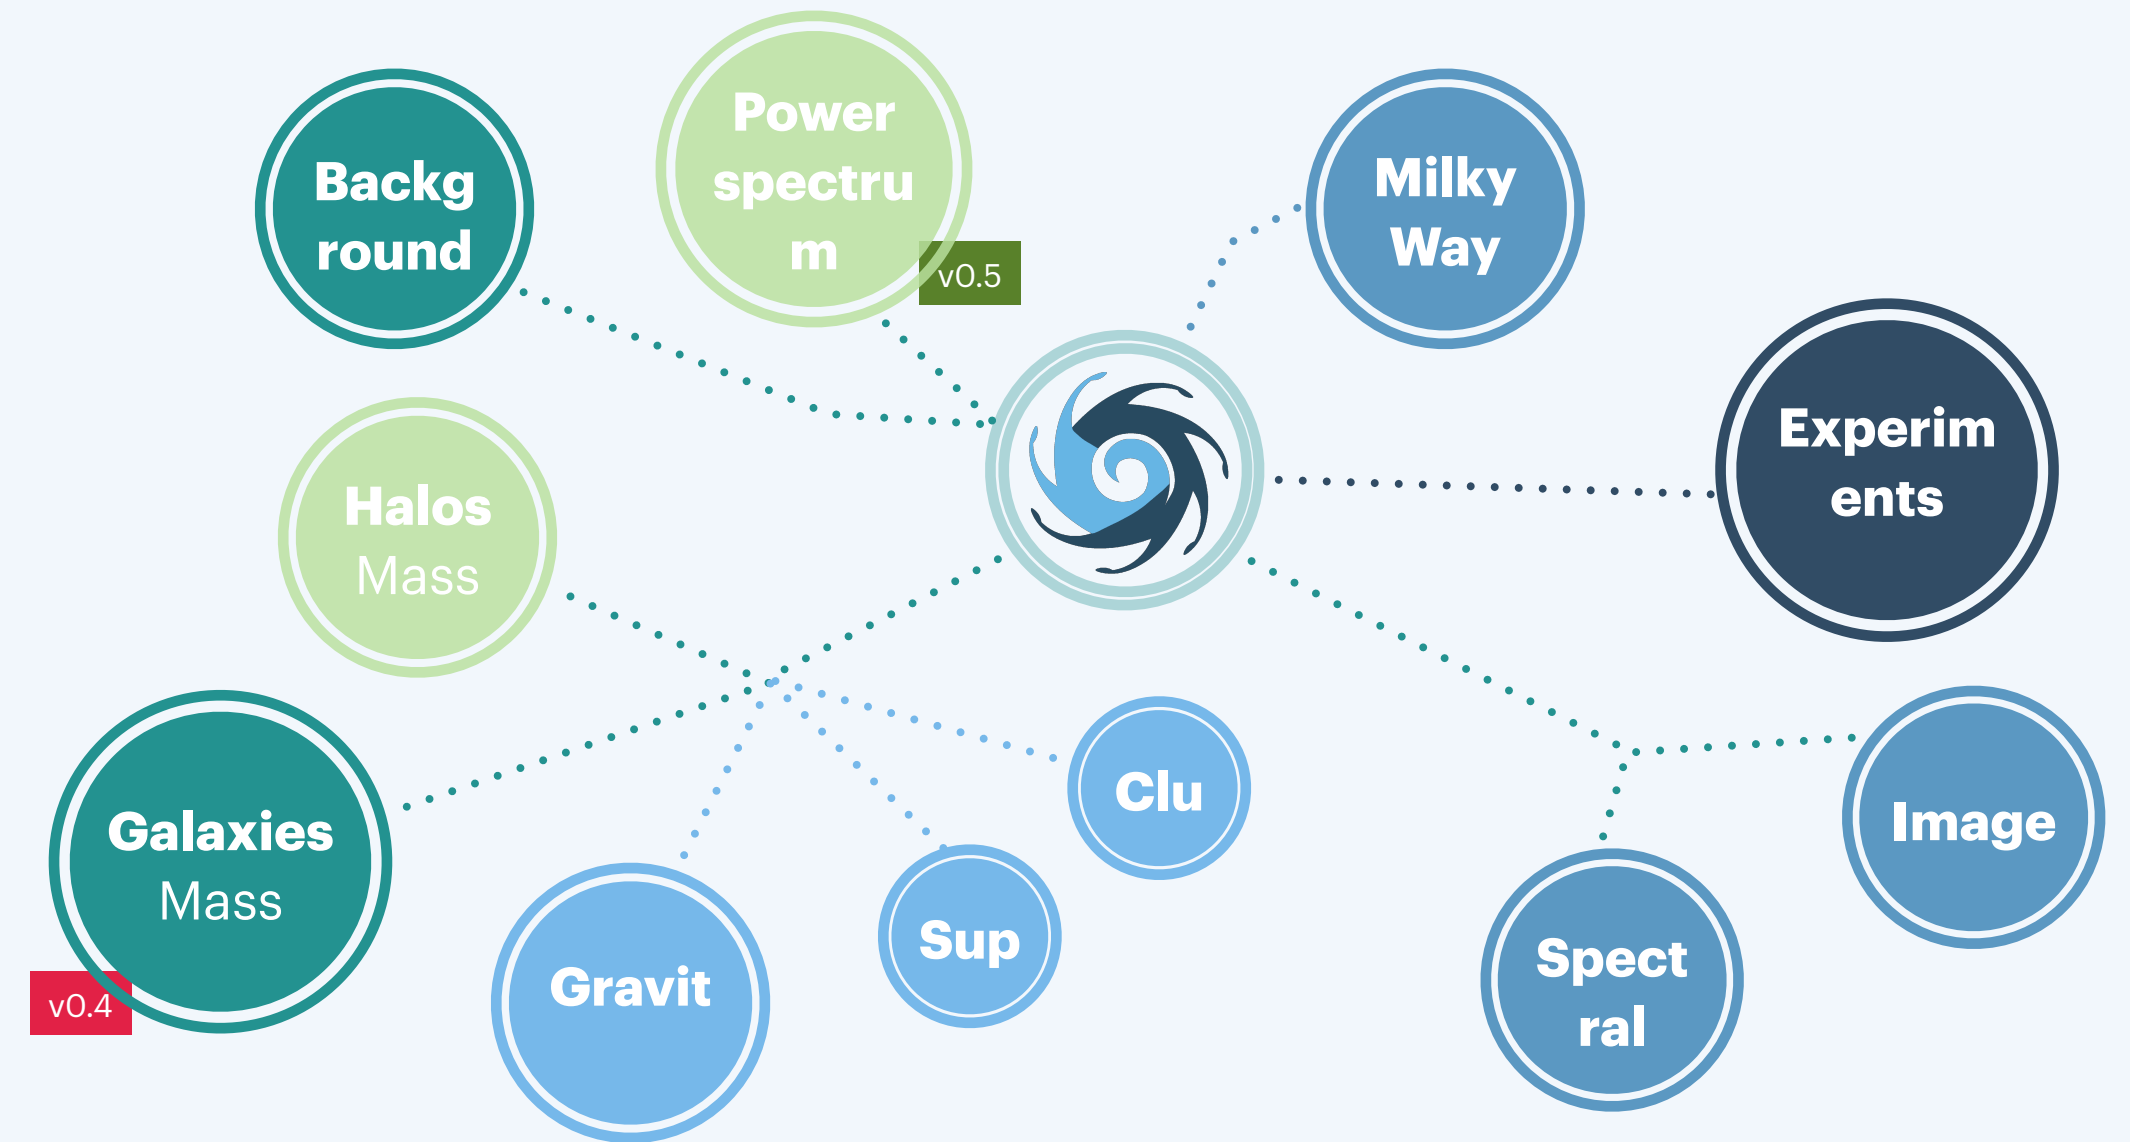 Backg
round
Power
spectru
m
v0.5
Milky
Way
Experim
ents
Halos
Mass
Galaxies
Mass
v0.4
Gravit
Sup
Clu
Spect
ral
Image